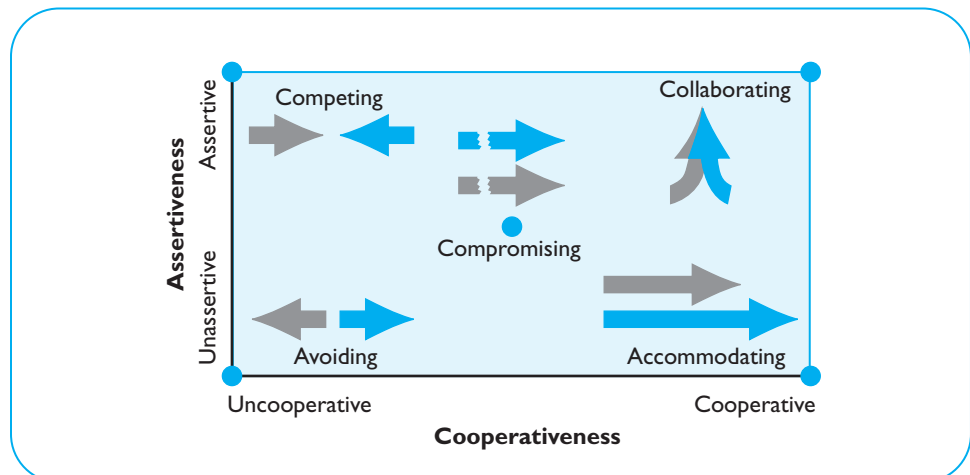 Competing
Collaborating
Assertive
Assertiveness
Compromising
Unassertive
Avoiding
Accommodating
Uncooperative
Cooperative
Cooperativeness